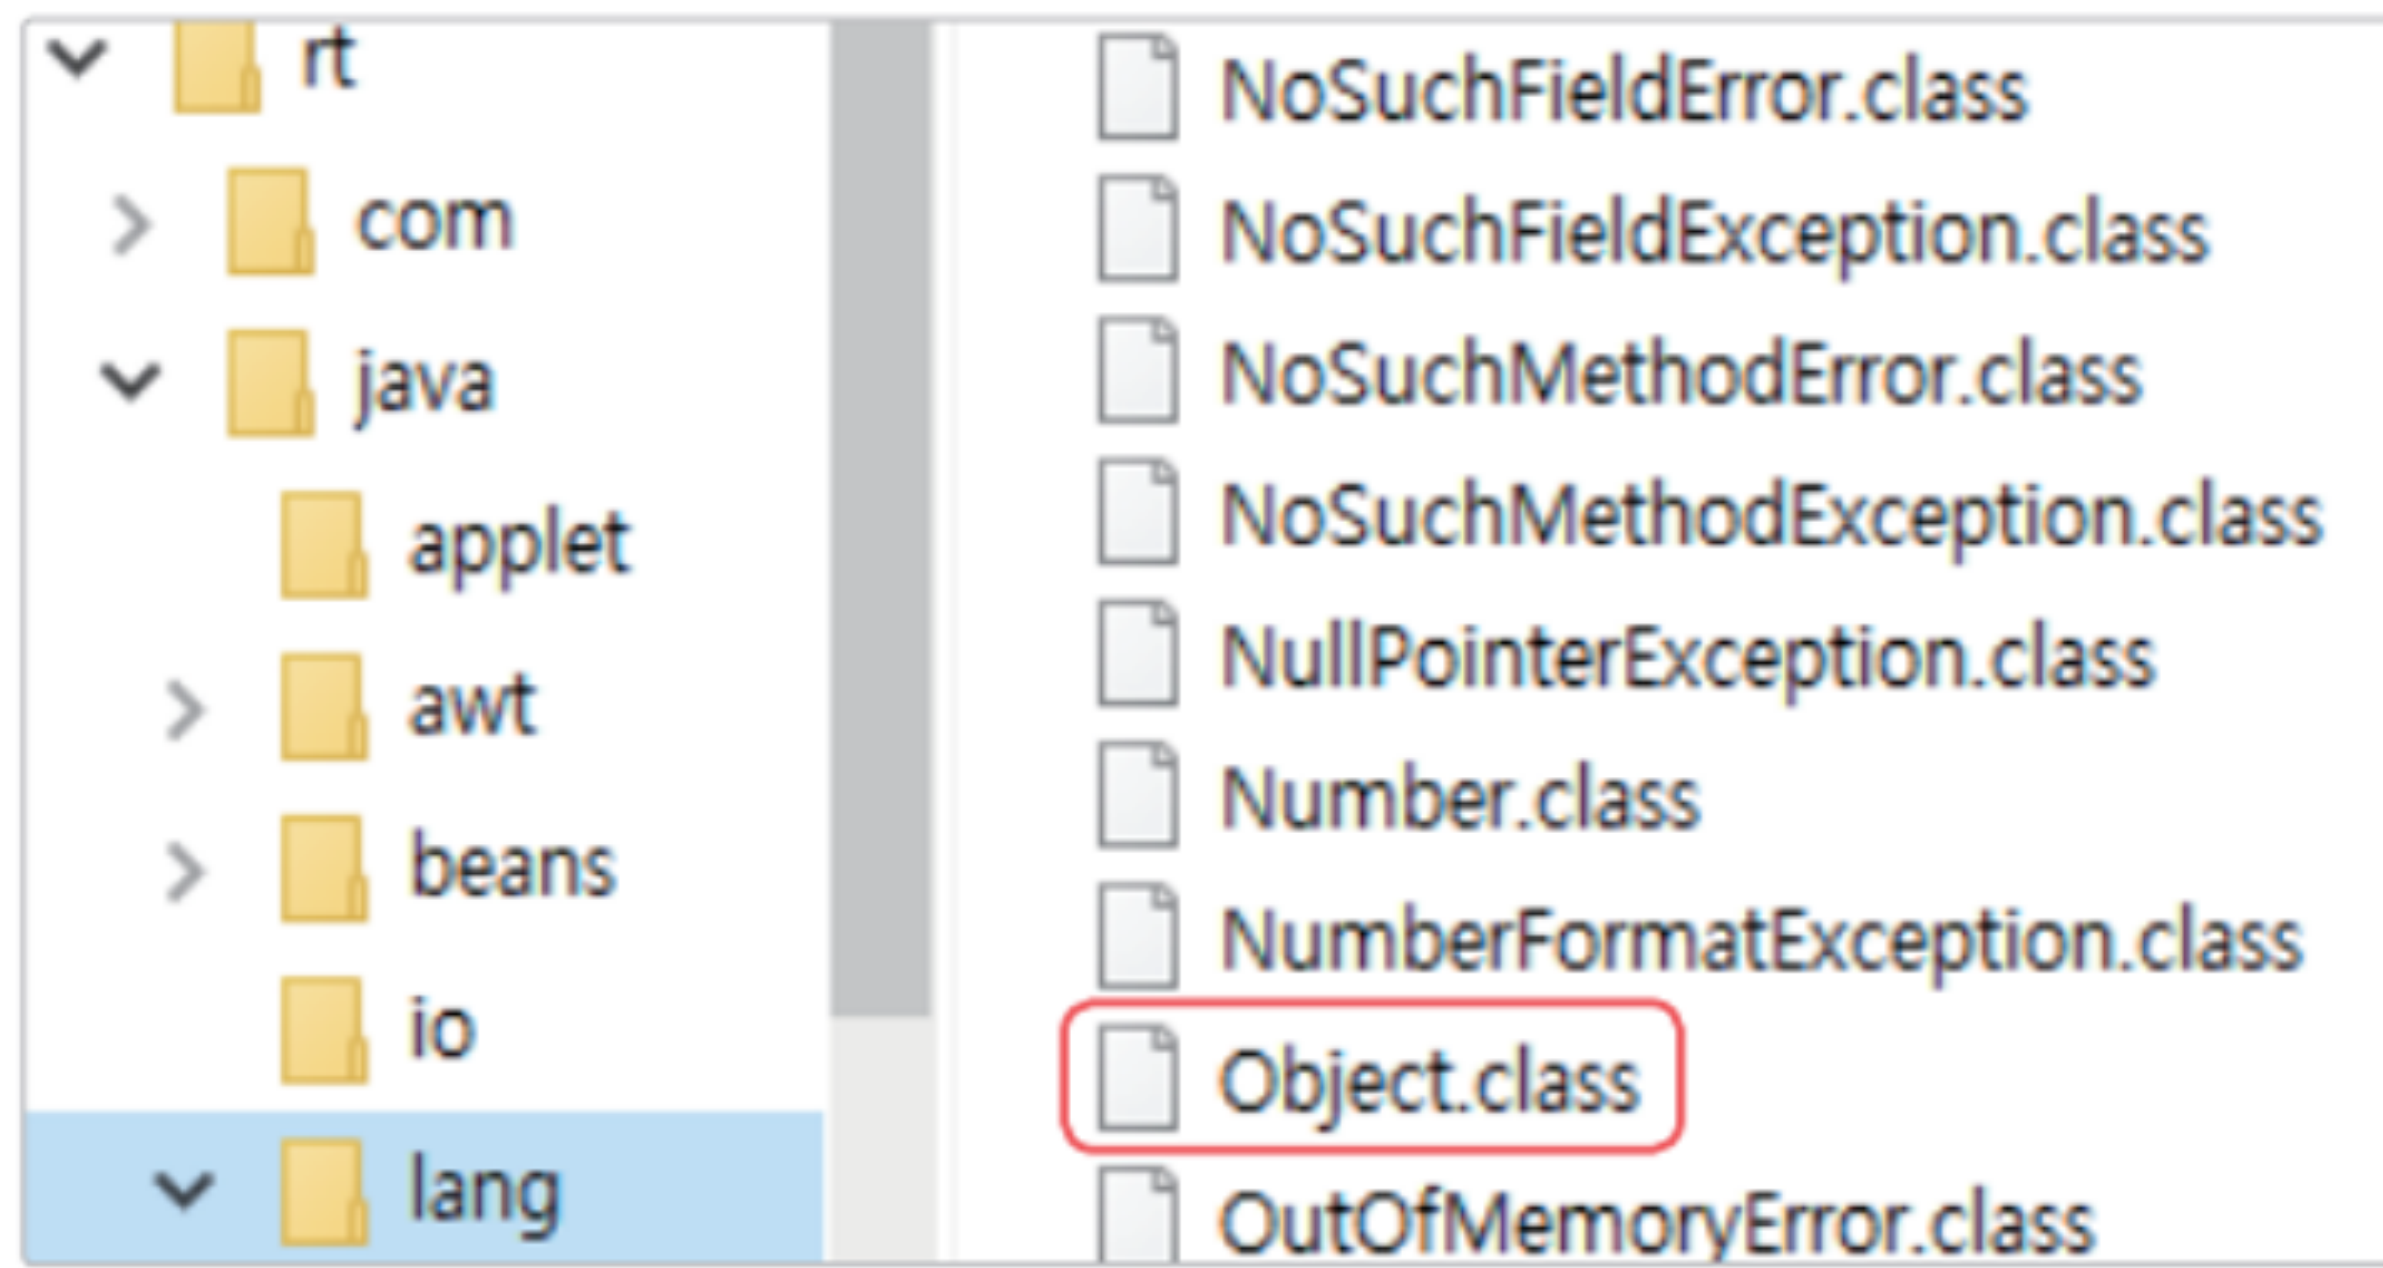 rt
com
java
applet
awt
beans
io
lang
NoSuchFieldError.class
NoSuchFieldException.class
NoSuchMethodError.class
NoSuchMethodException.class
NullPointerException.class
Number.class
NumberFormatException.class
Object.class
OutOfMemoryError.class